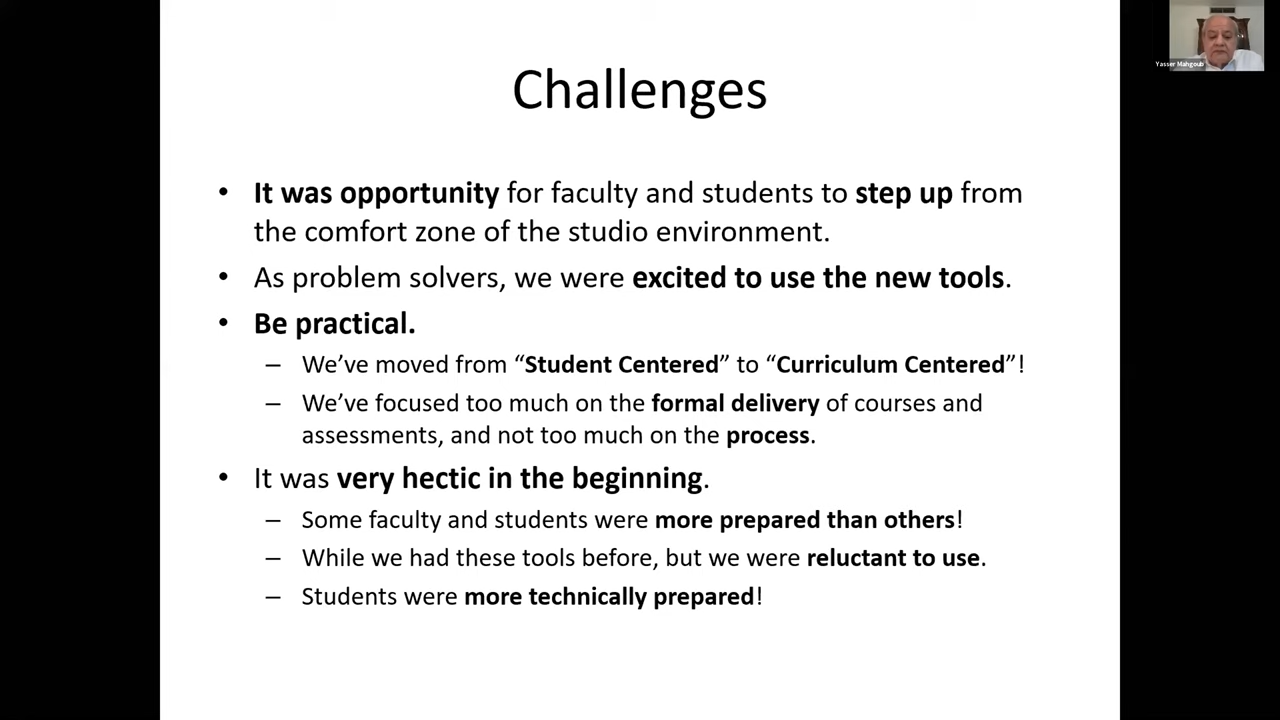 Yasser Mahgoub
Challenges
• It was opportunity for faculty and students to step up from
the comfort zone of the studio environment.
• As problem solvers, we were excited to use the new tools.
• Be practical.
– We’ve moved from “Student Centered” to “Curriculum Centered”!
– We’ve focused too much on the formal delivery of courses and
assessments, and not too much on the process.
• It was very hectic in the beginning.
– Some faculty and students were more prepared than others!
– While we had these tools before, but we were reluctant to use.
– Students were more technically prepared!